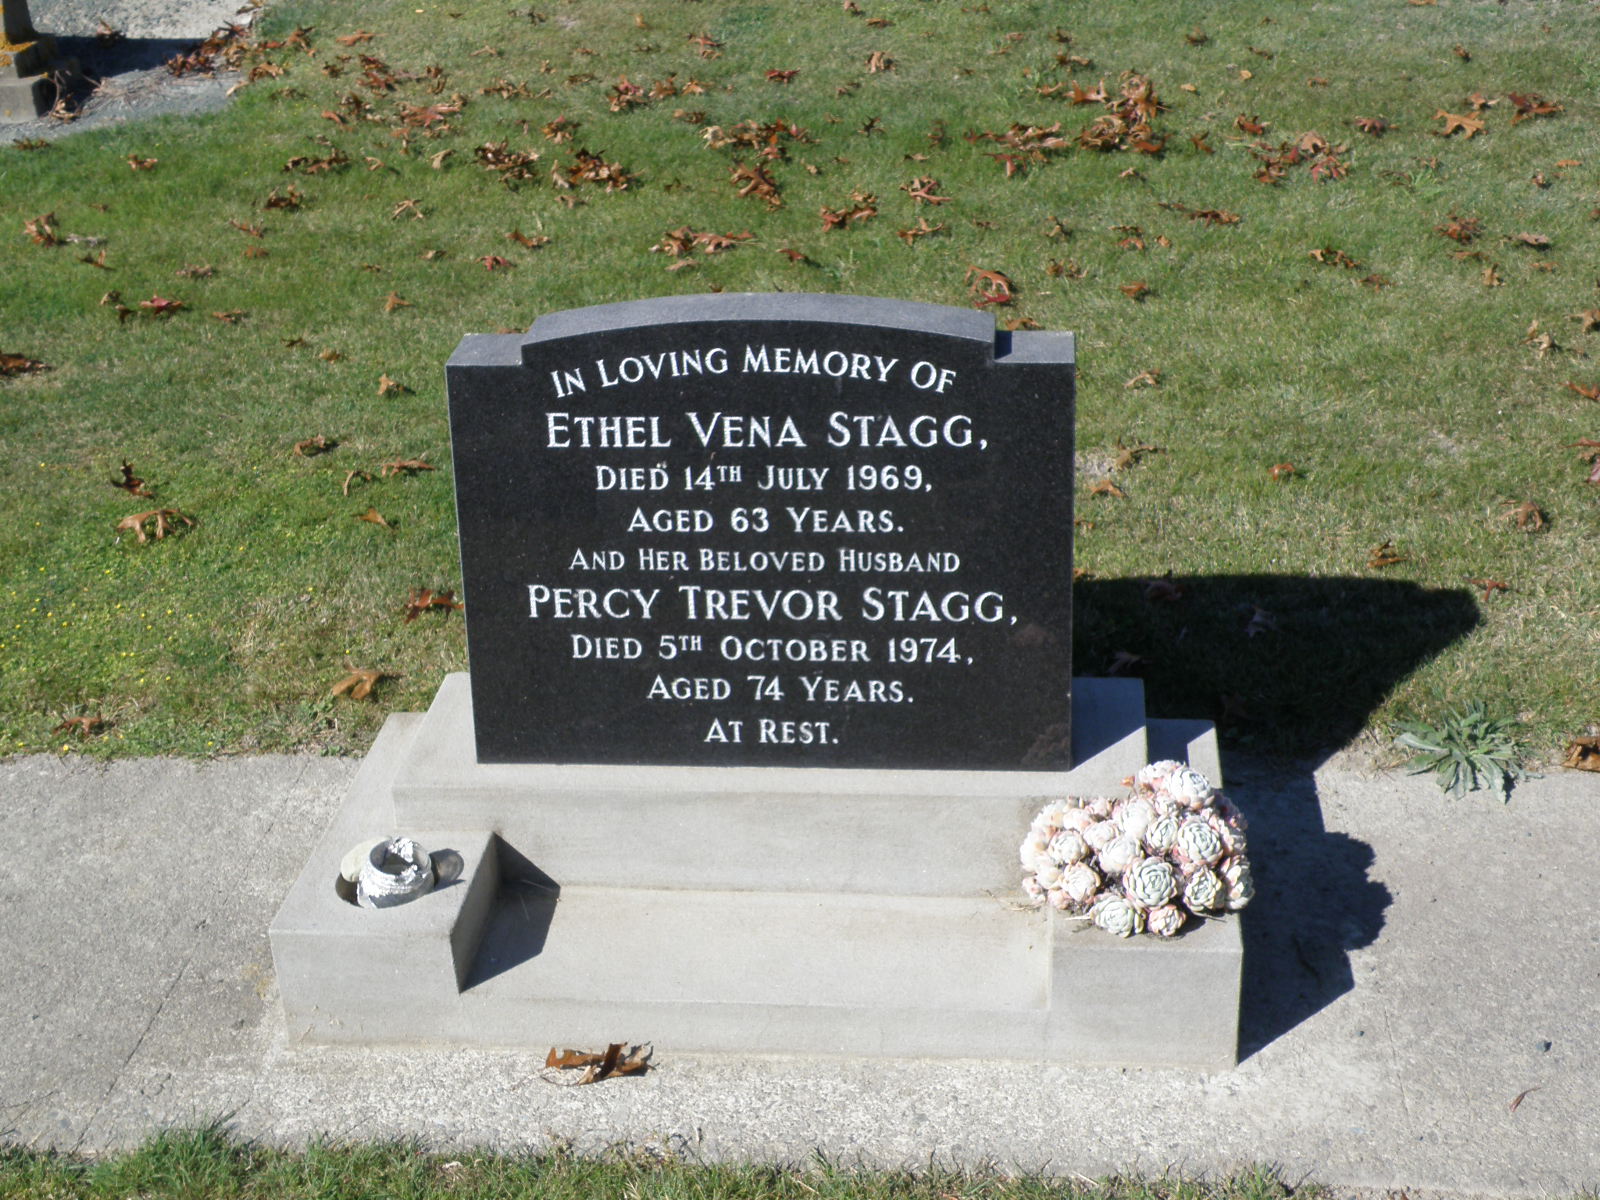 In Loving Memory Of
Ethel Vena Stagg,
Died 14th July 1969,
Aged 63 Years.
And Her Beloved Husband
Percy Trevor Stagg,
Died 5th October 1974,
Aged 74 Years.
At Rest.